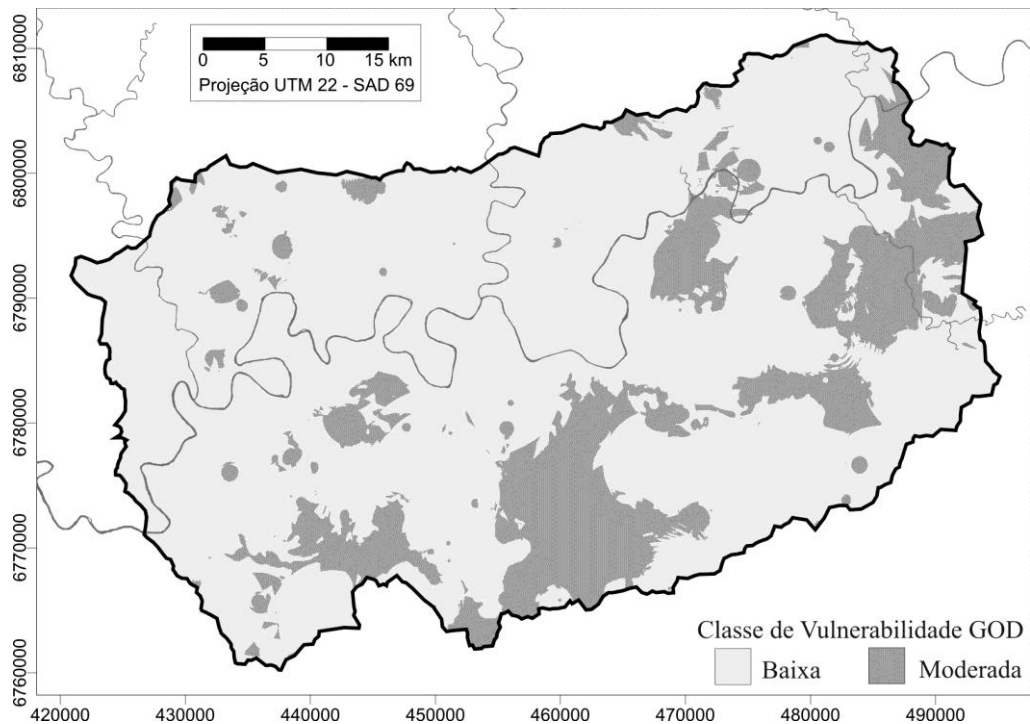 0 5 10 15 km
Projeção UTM 22 - SAD 69
6810000
6800000
6790000
6780000
6770000
6760000
Classe de Vulnerabilidade GOD
Baixa Moderada
420000 430000 440000 450000 460000 470000 480000 490000